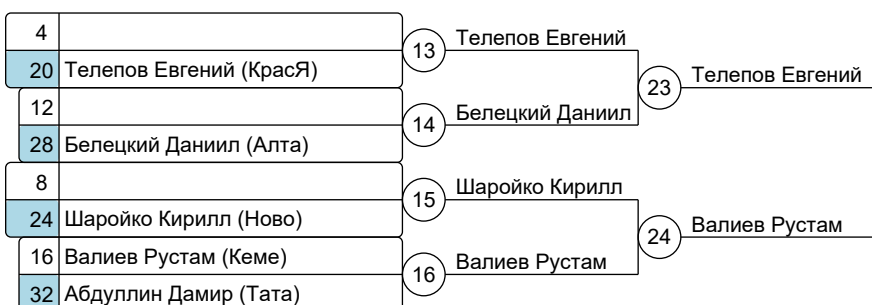 4
20 Телепов Евгений (КрасЯ)
13 Телепов Евгений
12
28 Белецкий Даниил (Алта)
14 Белецкий Даниил
23 Телепов Евгений
8
24 Шаройко Кирилл (Ново)
15 Шаройко Кирилл
16 Валиев Рустам (Кеме)
32 Абдуллин Дамир (Тата)
16 Валиев Рустам
24 Валиев Рустам